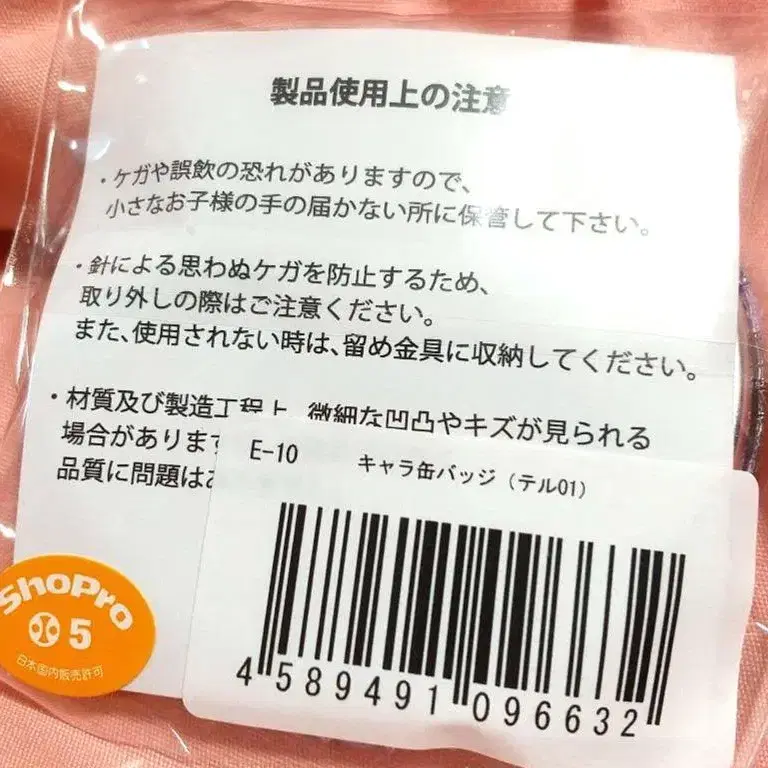 製品使用上の注意
・ケガや誤飲の恐れがありますので、
小さなお子様の手の届かない所に保管して下さい。
・針による思わぬケガを防止するため、
取り外しの際はご注意ください。
また、使用されない時は、留め金具に収納してください。
・材質及び製造工程上、微細な凹凸やキズが見られる
場合があります
品質に問題は
E-10
キャラ缶バッジ（テル01）
4 589491 096632
ShoPro
5
日本国内販売許可